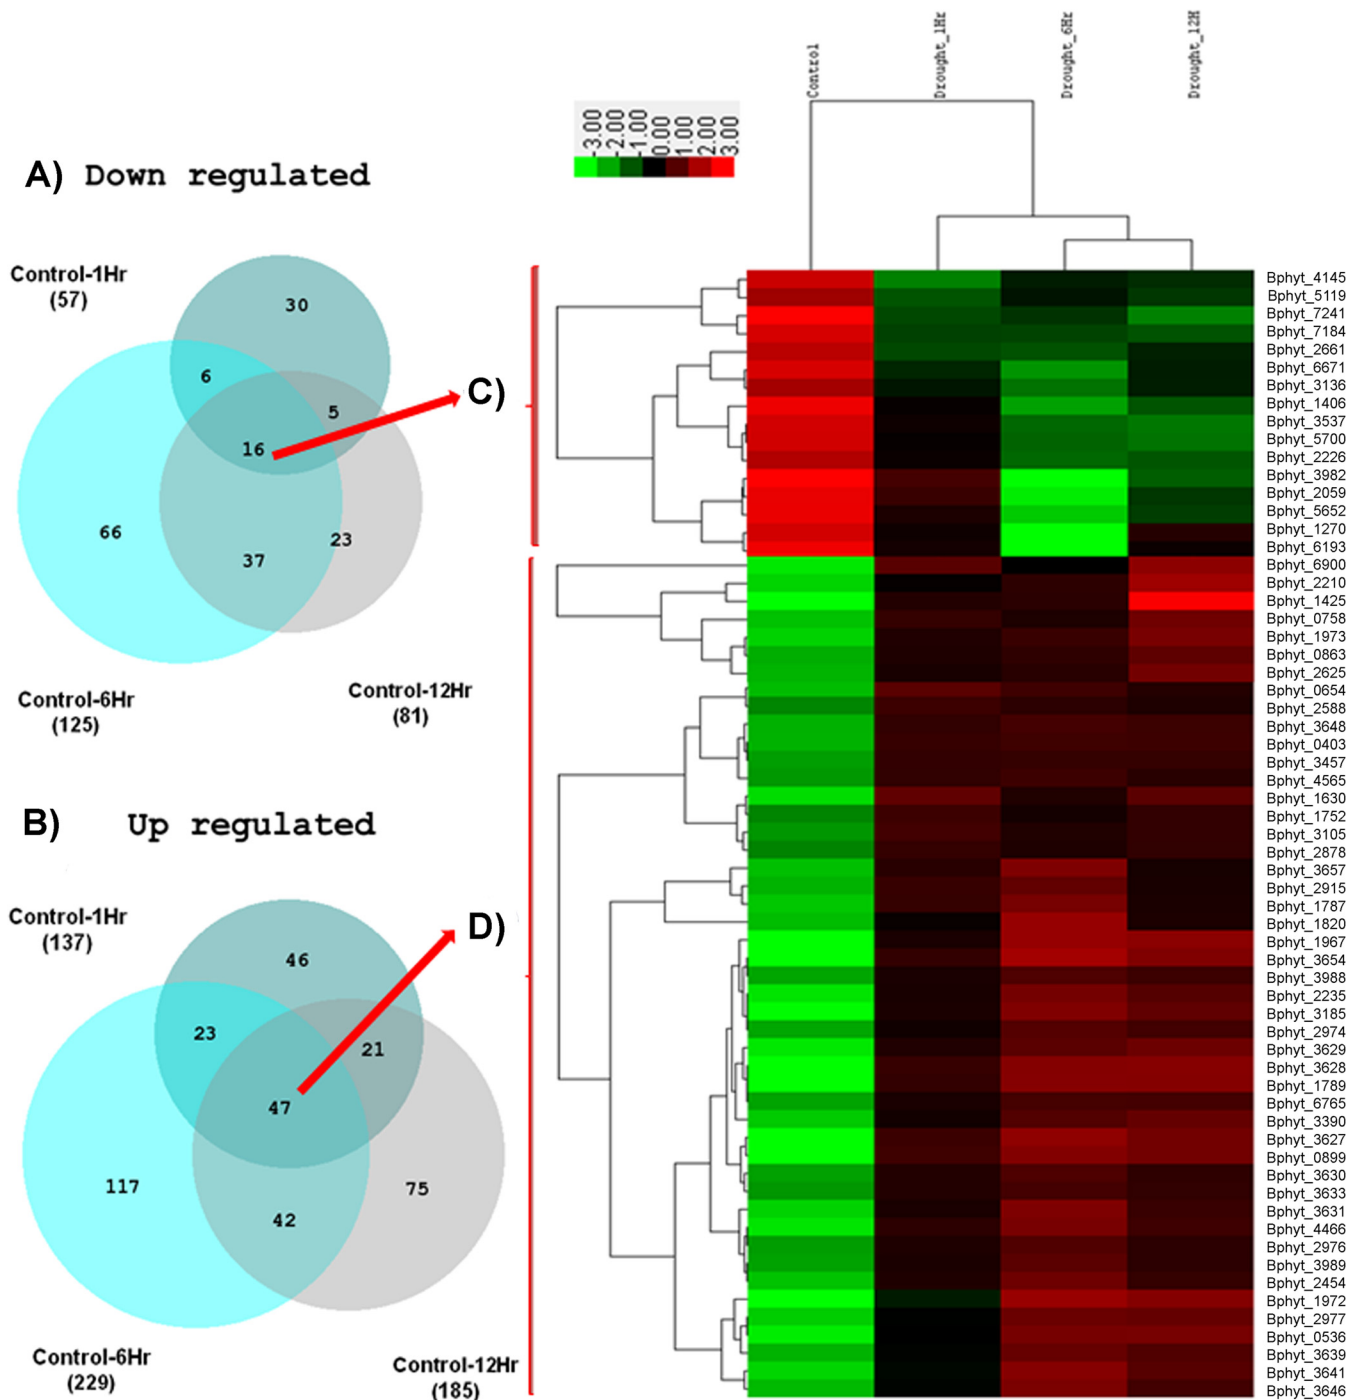 A) Down regulated
Control-1Hr
(57)
30
6
5
16
66
37
23
Control-6Hr
(125)
Control-12Hr
(81)
B) Up regulated
Control-1Hr
(137)
46
23
21
47
117
75
42
Control-6Hr
(229)
Control-12Hr
(185)
C)
D)
-3.00
-2.00
-1.00
0.00
1.00
2.00
3.00
Control
Drought_1Hr
Drought_6Hr
Drought_12H
Bphyt_4145
Bphyt_5119
Bphyt_7241
Bphyt_7184
Bphyt_2661
Bphyt_6671
Bphyt_3136
Bphyt_1406
Bphyt_3537
Bphyt_5700
Bphyt_2226
Bphyt_3982
Bphyt_2059
Bphyt_5652
Bphyt_1270
Bphyt_6193
Bphyt_6900
Bphyt_2210
Bphyt_1425
Bphyt_0758
Bphyt_1973
Bphyt_0863
Bphyt_2625
Bphyt_0654
Bphyt_2588
Bphyt_3648
Bphyt_0403
Bphyt_3457
Bphyt_4565
Bphyt_1630
Bphyt_1752
Bphyt_3105
Bphyt_2878
Bphyt_3657
Bphyt_2915
Bphyt_1787
Bphyt_1820
Bphyt_1967
Bphyt_3654
Bphyt_3988
Bphyt_2235
Bphyt_3185
Bphyt_2974
Bphyt_3629
Bphyt_3628
Bphyt_1789
Bphyt_6765
Bphyt_3390
Bphyt_3627
Bphyt_0899
Bphyt_3630
Bphyt_3633
Bphyt_3631
Bphyt_4466
Bphyt_2976
Bphyt_3989
Bphyt_2454
Bphyt_1972
Bphyt_2977
Bphyt_0536
Bphyt_3639
Bphyt_3641
Bphyt_3646